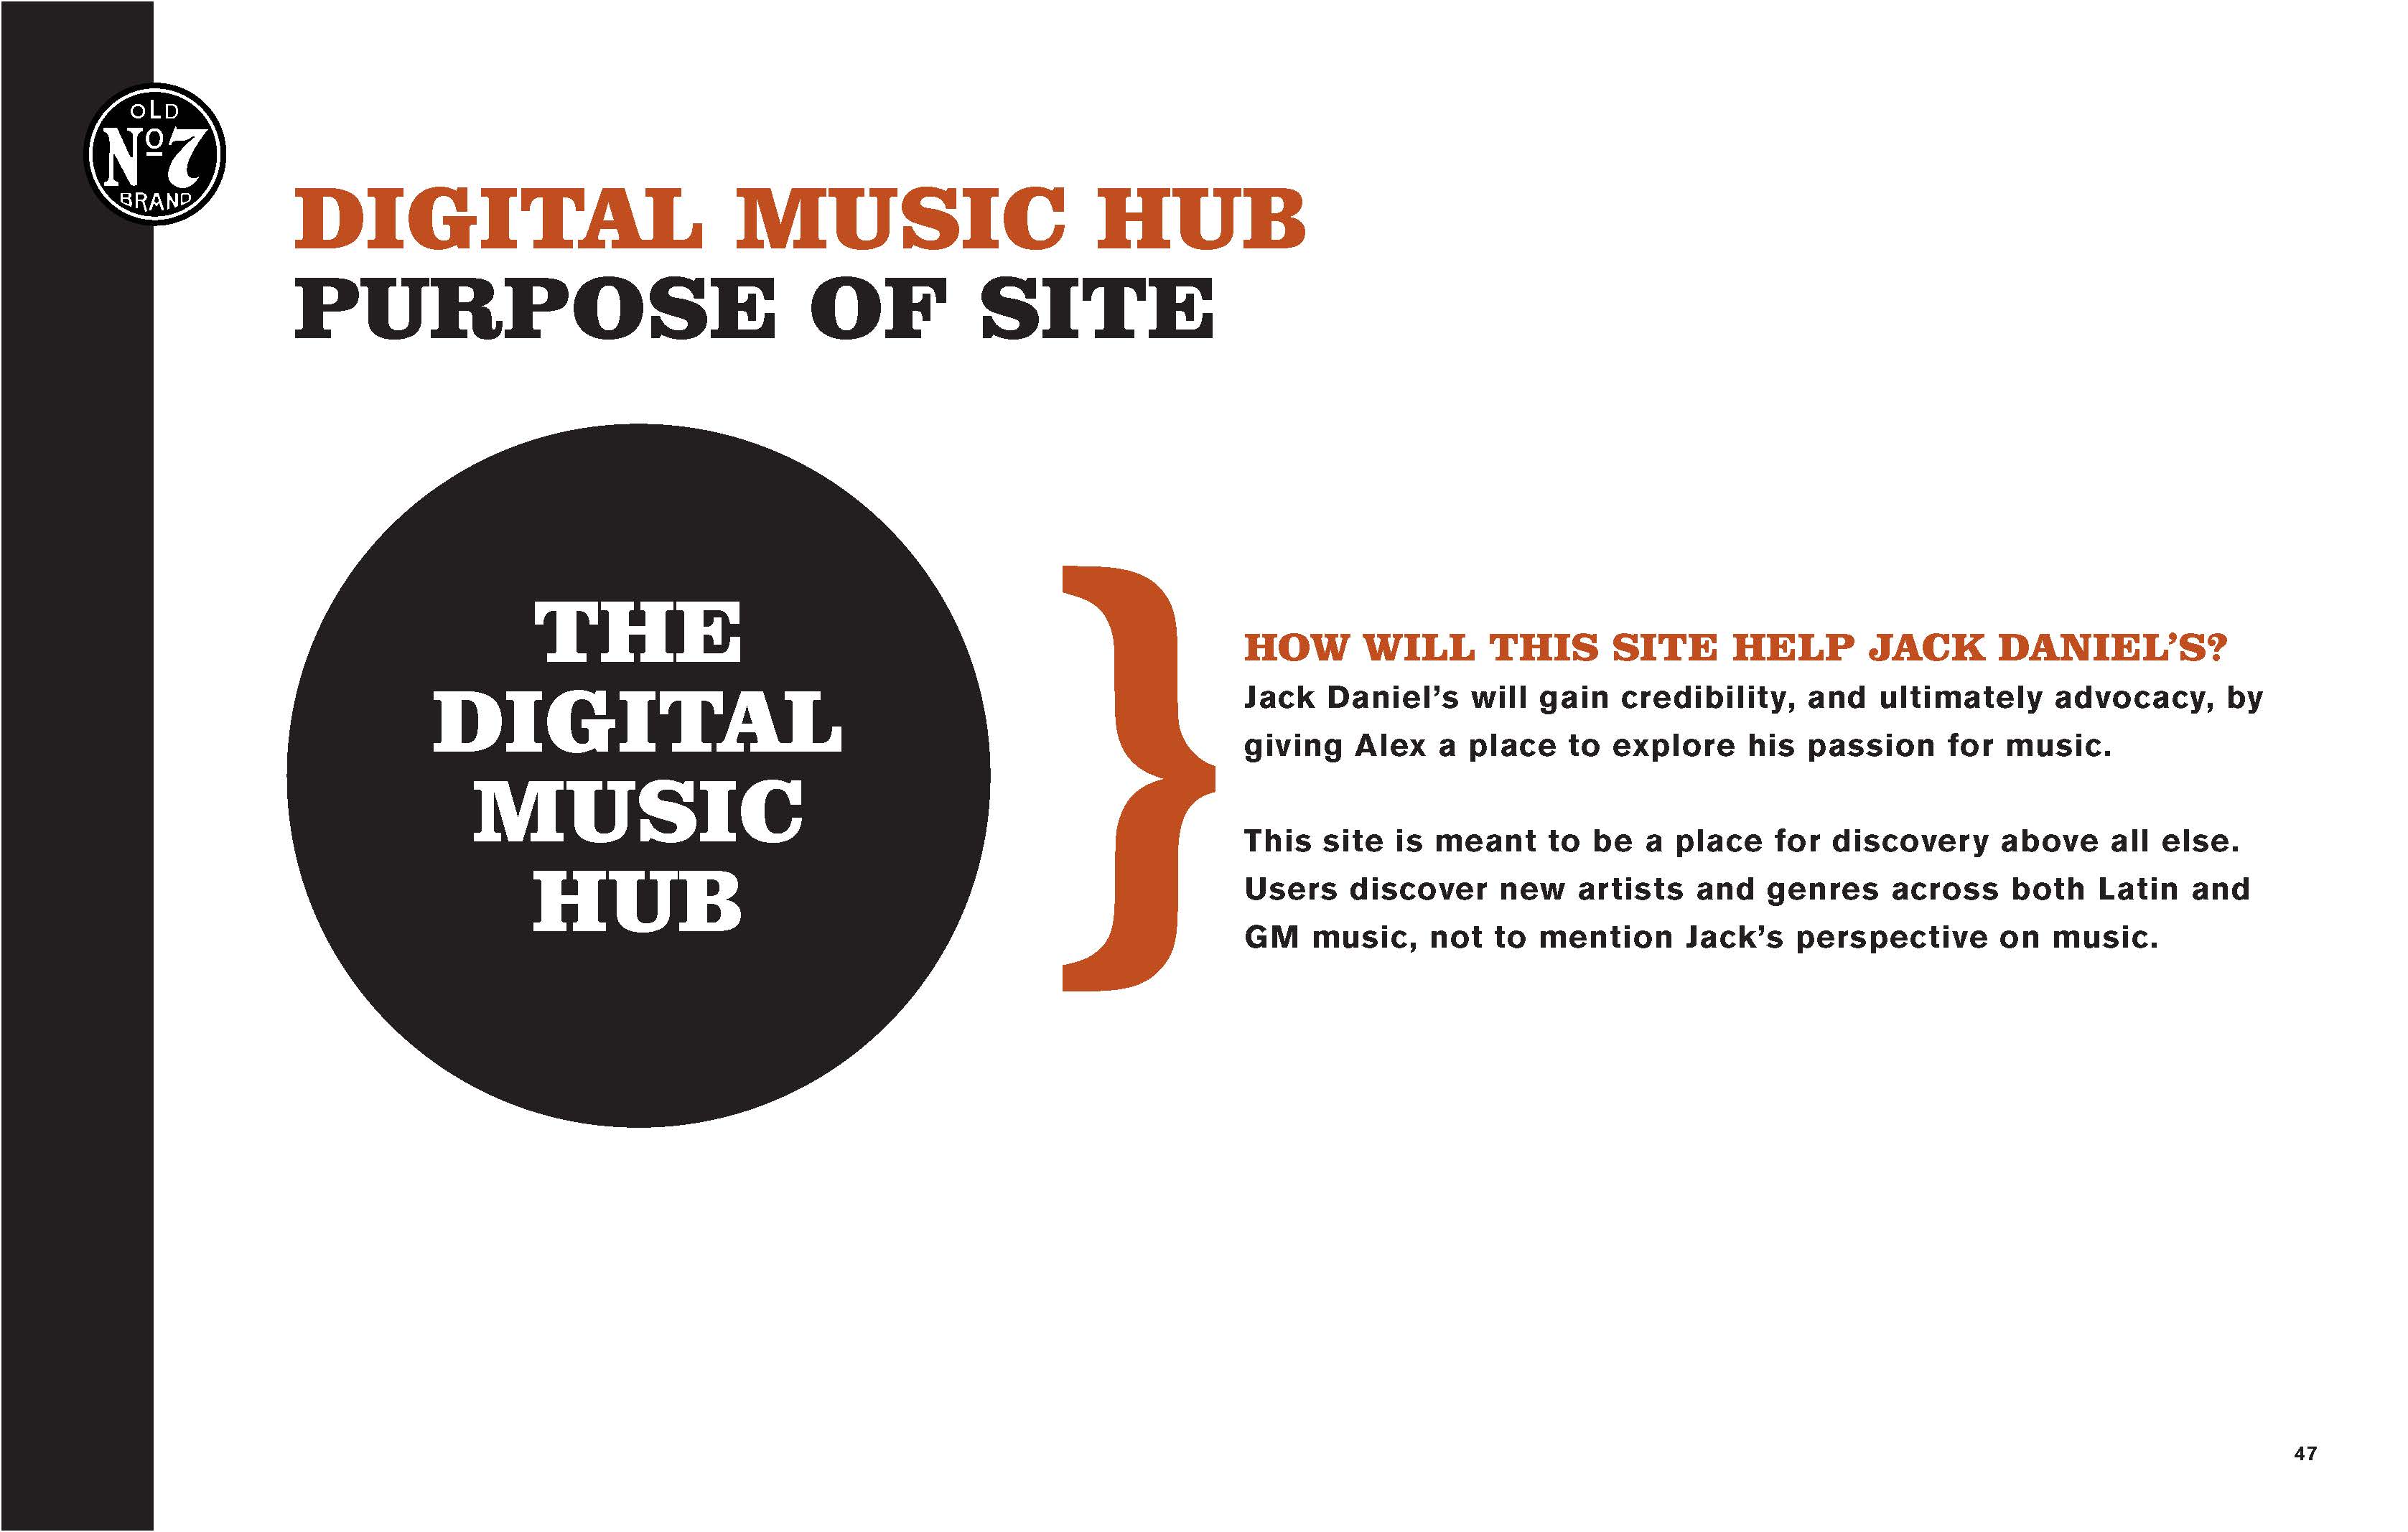 OLD
Nº7
BRAND
DIGITAL MUSIC HUB
PURPOSE OF SITE
THE
DIGITAL
MUSIC
HUB
HOW WILL THIS SITE HELP JACK DANIEL’S?
Jack Daniel’s will gain credibility, and ultimately advocacy, by
giving Alex a place to explore his passion for music.
This site is meant to be a place for discovery above all else.
Users discover new artists and genres across both Latin and
GM music, not to mention Jack’s perspective on music.
47